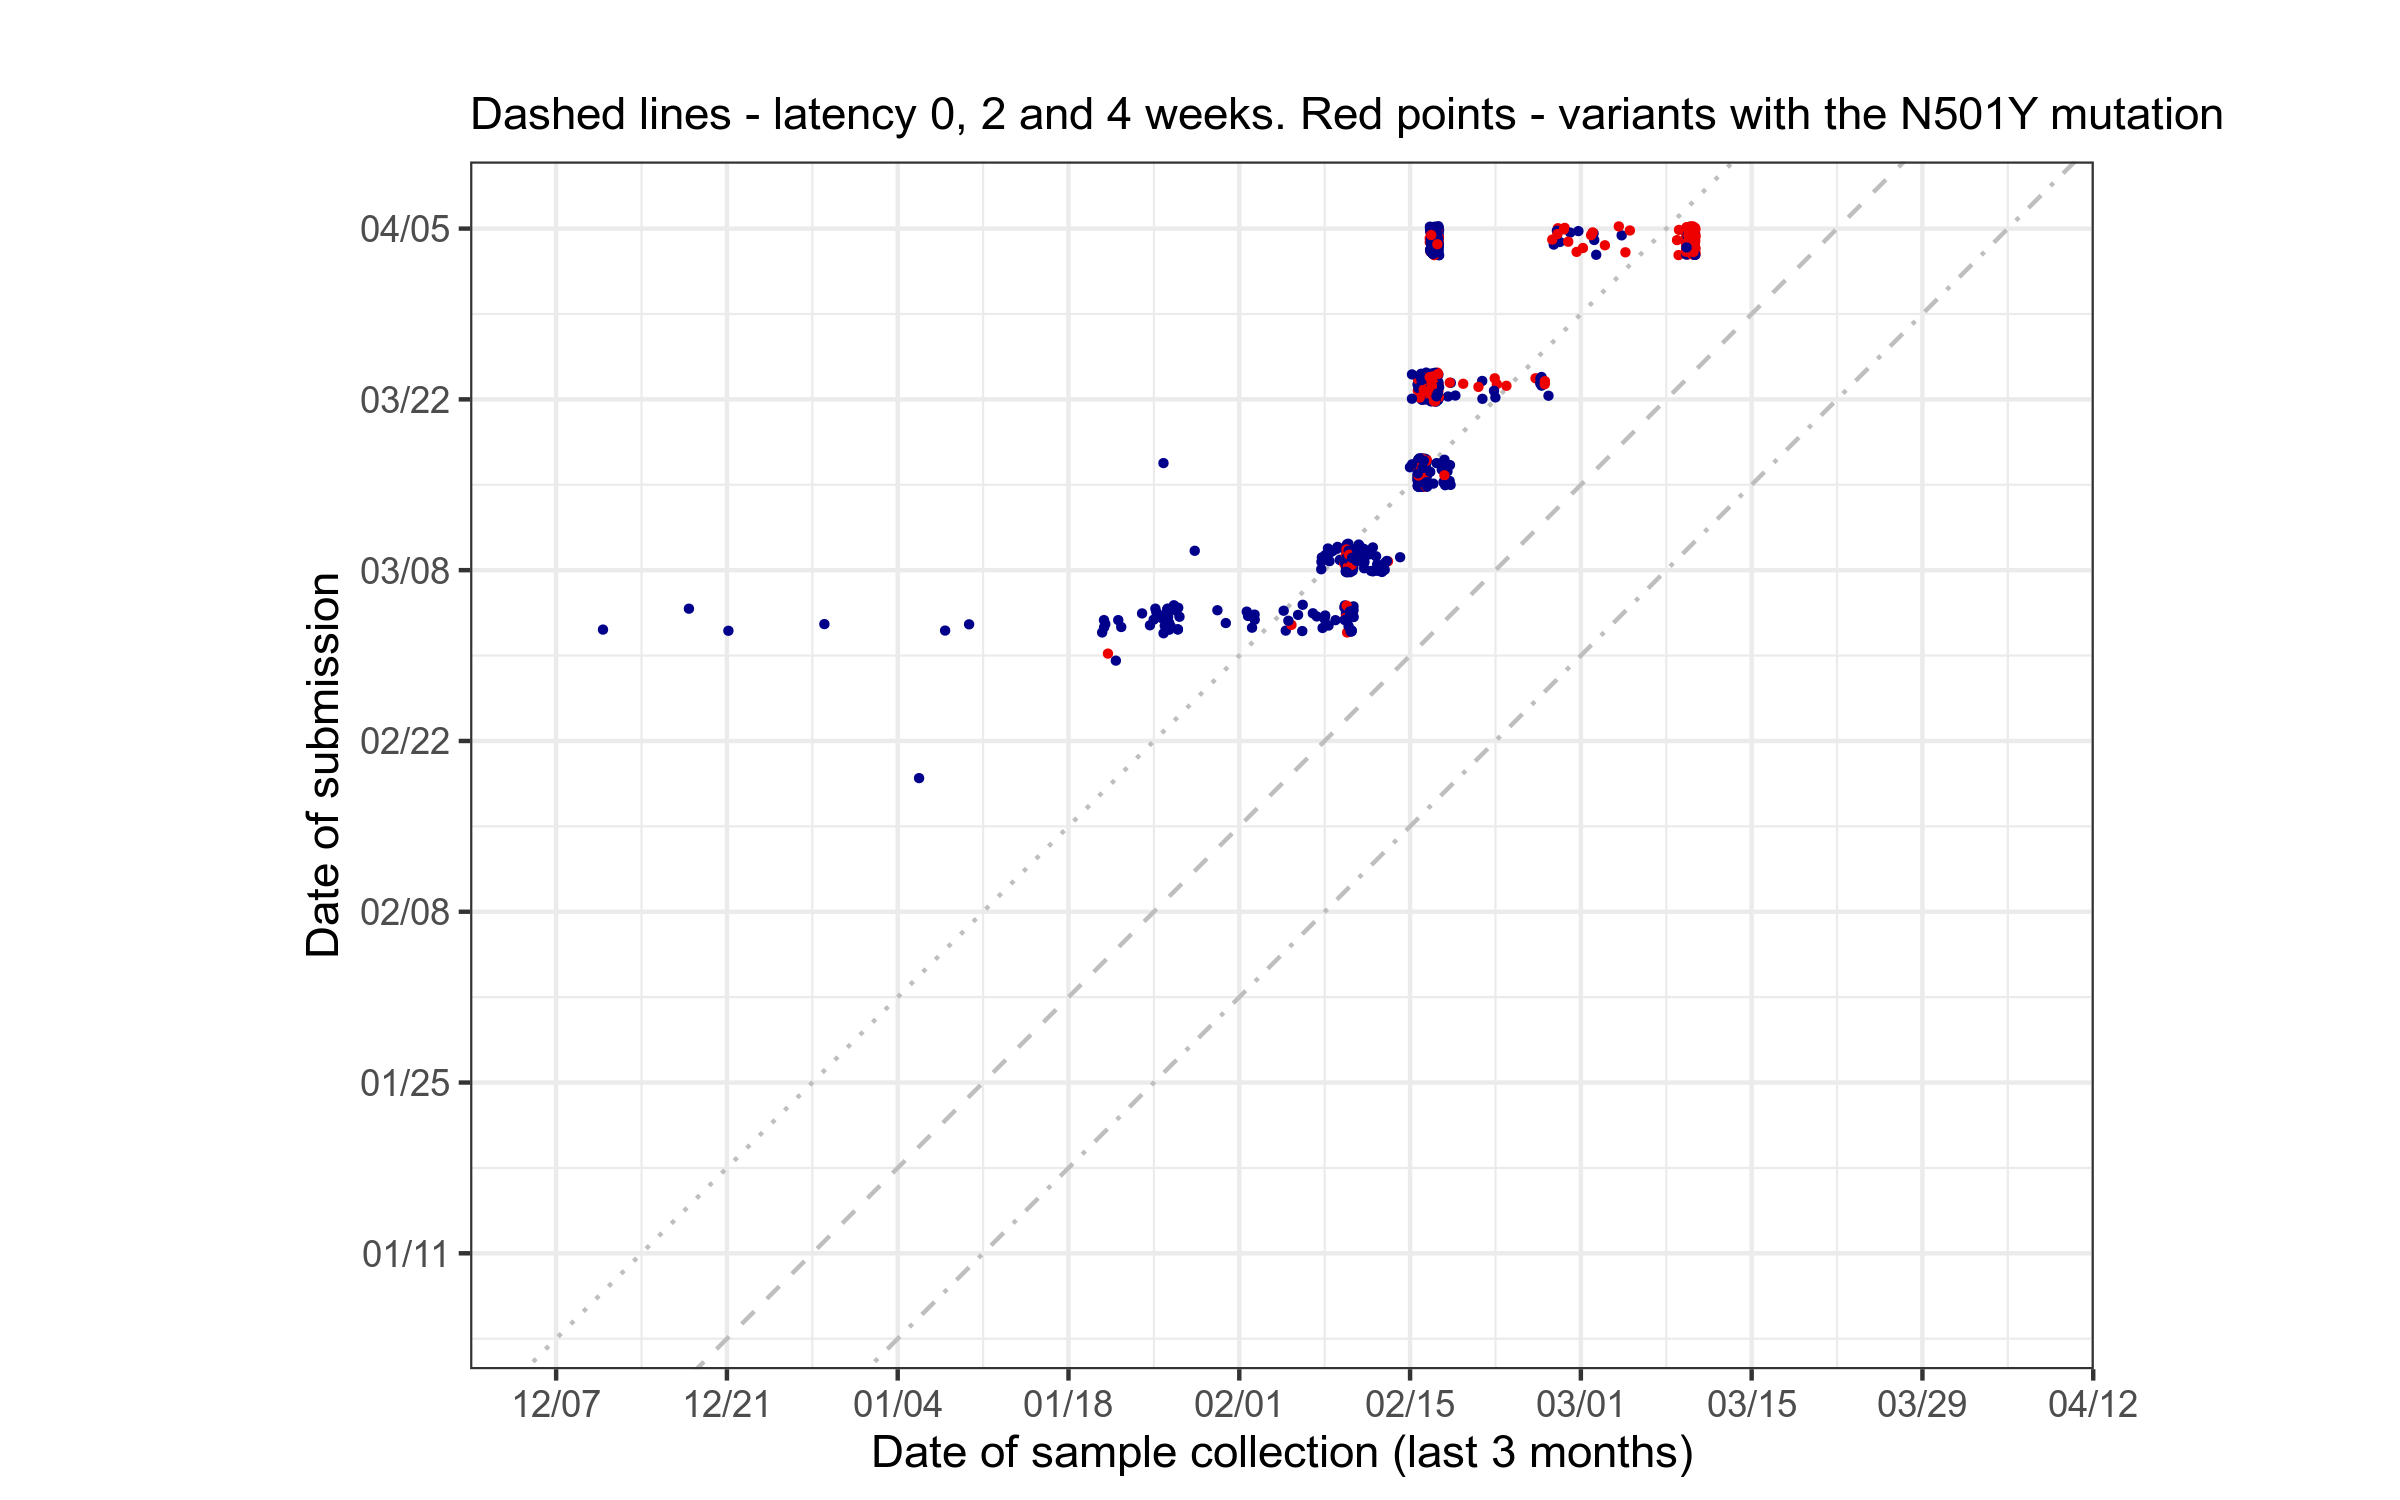 Dashed lines - latency 0, 2 and 4 weeks. Red points - variants with the N501Y mutation
Date of submission
04/05
03/22
03/08
02/22
02/08
01/25
01/11
12/07 12/21 01/04 01/18 02/01 02/15 03/01 03/15 03/29 04/12
Date of sample collection (last 3 months)